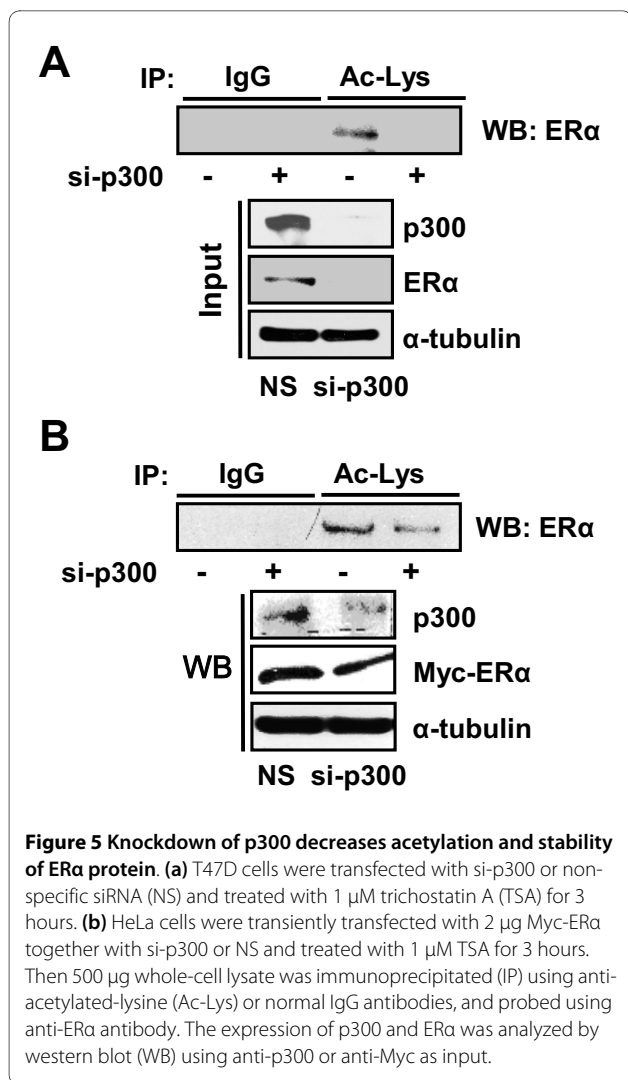 A
IP: IgG Ac-Lys
WB: ERα
si-p300 - + - +
Input
p300
ERα
α-tubulin
NS si-p300
B
IP: IgG Ac-Lys
WB: ERα
si-p300 - + - +
WB
p300
Myc-ERα
α-tubulin
NS si-p300
Figure 5 Knockdown of p300 decreases acetylation and stability
of ERα protein. (a) T47D cells were transfected with si-p300 or non-
specific siRNA (NS) and treated with 1 μM trichostatin A (TSA) for 3
hours. (b) HeLa cells were transiently transfected with 2 μg Myc-ERα
together with si-p300 or NS and treated with 1 μM TSA for 3 hours.
Then 500 μg whole-cell lysate was immunoprecipitated (IP) using anti-
acetylated-lysine (Ac-Lys) or normal IgG antibodies, and probed using
anti-ERα antibody. The expression of p300 and ERα was analyzed by
western blot (WB) using anti-p300 or anti-Myc as input.